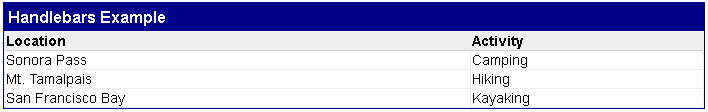 Handlebars Example
Location Activity
Sonora Pass Camping
Mt. Tamalpais Hiking
San Francisco Bay Kayaking